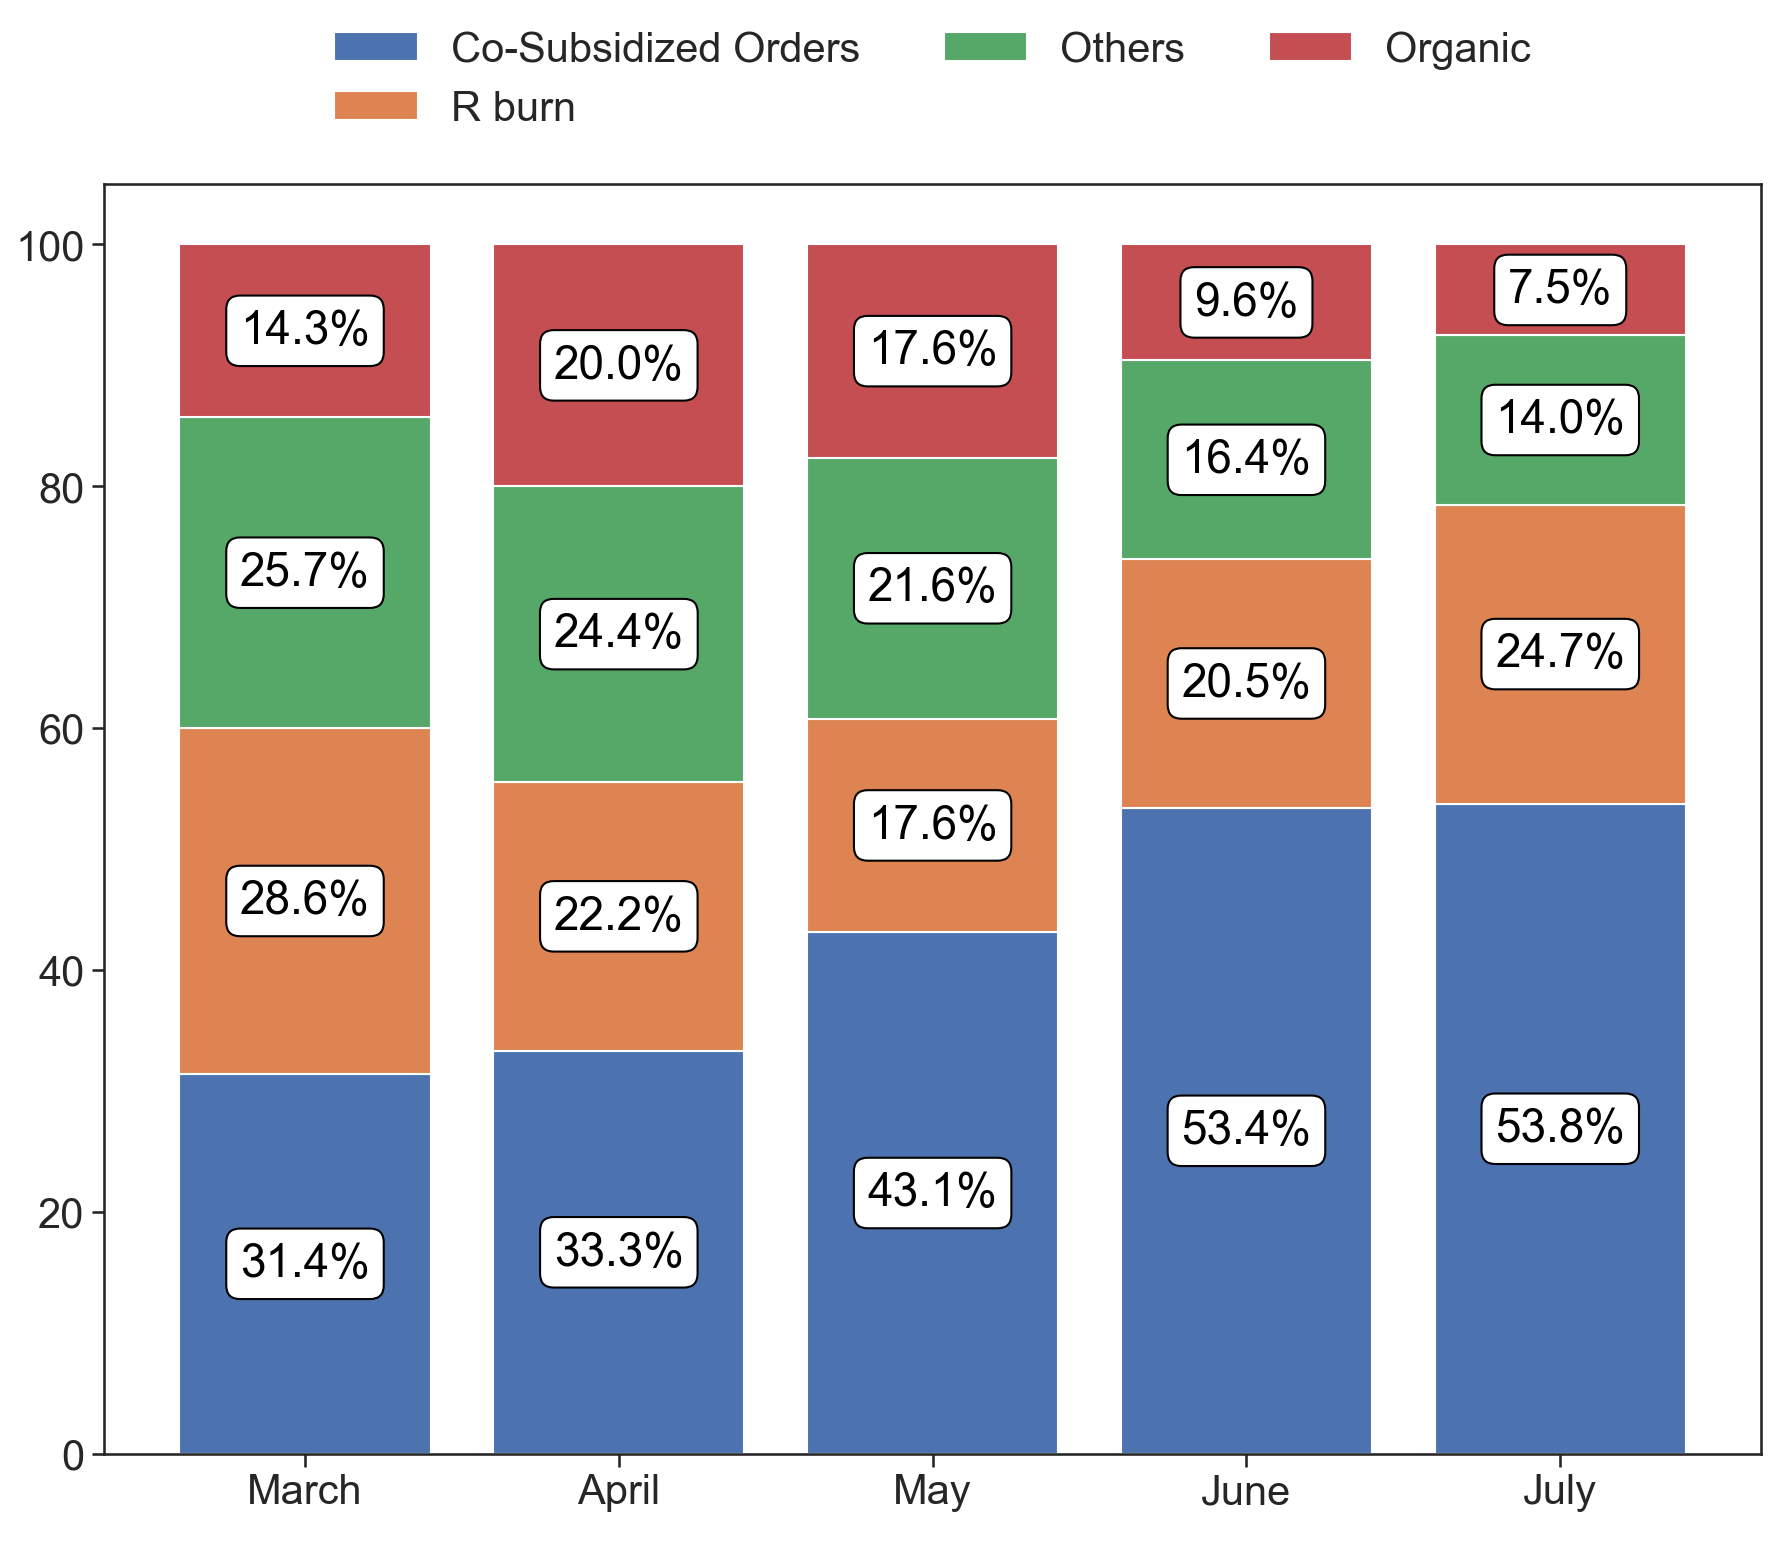 Co-Subsidized Orders
Others
Organic
R burn
100
80
60
40
20
0
14.3%
20.0%
17.6%
9.6%
7.5%
25.7%
24.4%
21.6%
16.4%
14.0%
28.6%
22.2%
17.6%
20.5%
24.7%
31.4%
33.3%
43.1%
53.4%
53.8%
March
April
May
June
July